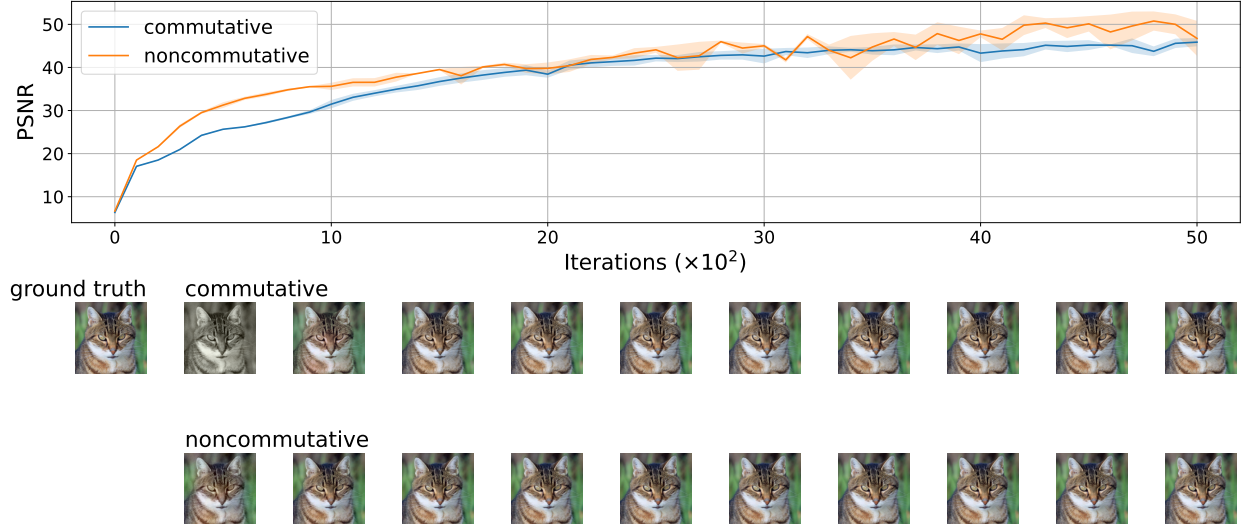 50
40
30
20
10
PSNR
commutative
noncommutative
0 10 20 30 40 50
Iterations (×10²)
ground truth commutative
noncommutative